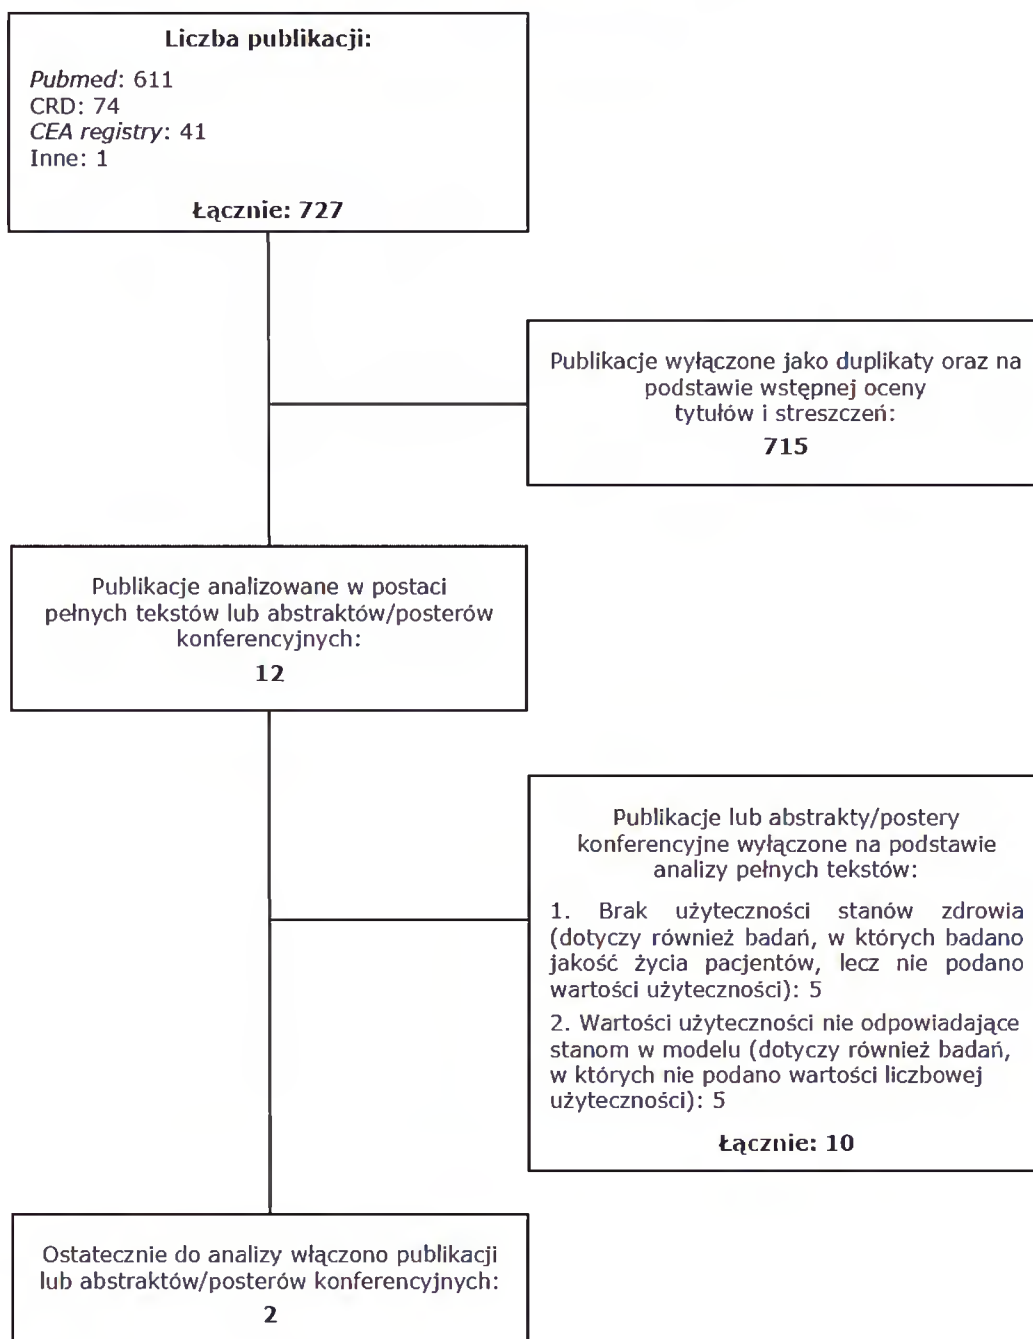 Liczba publikacji:
Pubmed: 611
CRD: 74
CEA registry: 41
Inne: 1
Łącznie: 727
Publikacje wyłączone jako duplikaty oraz na
podstawie wstępnej oceny
tytułów i streszczeń:
715
Publikacje analizowane w postaci
pełnych tekstów lub abstraktów/posterów
konferencyjnych:
12
Publikacje lub abstrakty/postery
konferencyjne wyłączone na podstawie
analizy pełnych tekstów:
1. Brak użyteczności stanów zdrowia
(dotyczy również badań, w których badano
jakość życia pacjentów, lecz nie podano
wartości użyteczności): 5
2. Wartości użyteczności nie odpowiadające
stanom w modelu (dotyczy również badań,
w których nie podano wartości liczbowej
użyteczności): 5
Łącznie: 10
Ostatecznie do analizy włączono publikacji
lub abstraktów/posterów konferencyjnych:
2